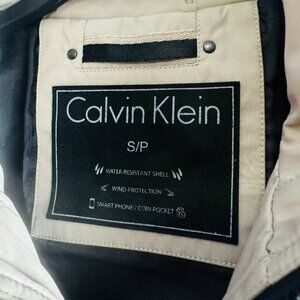 Calvin Klein
S/P
WATER RESISTANT SHELL
WIND PROTECTION
SMART PHONE / COIN POCKET